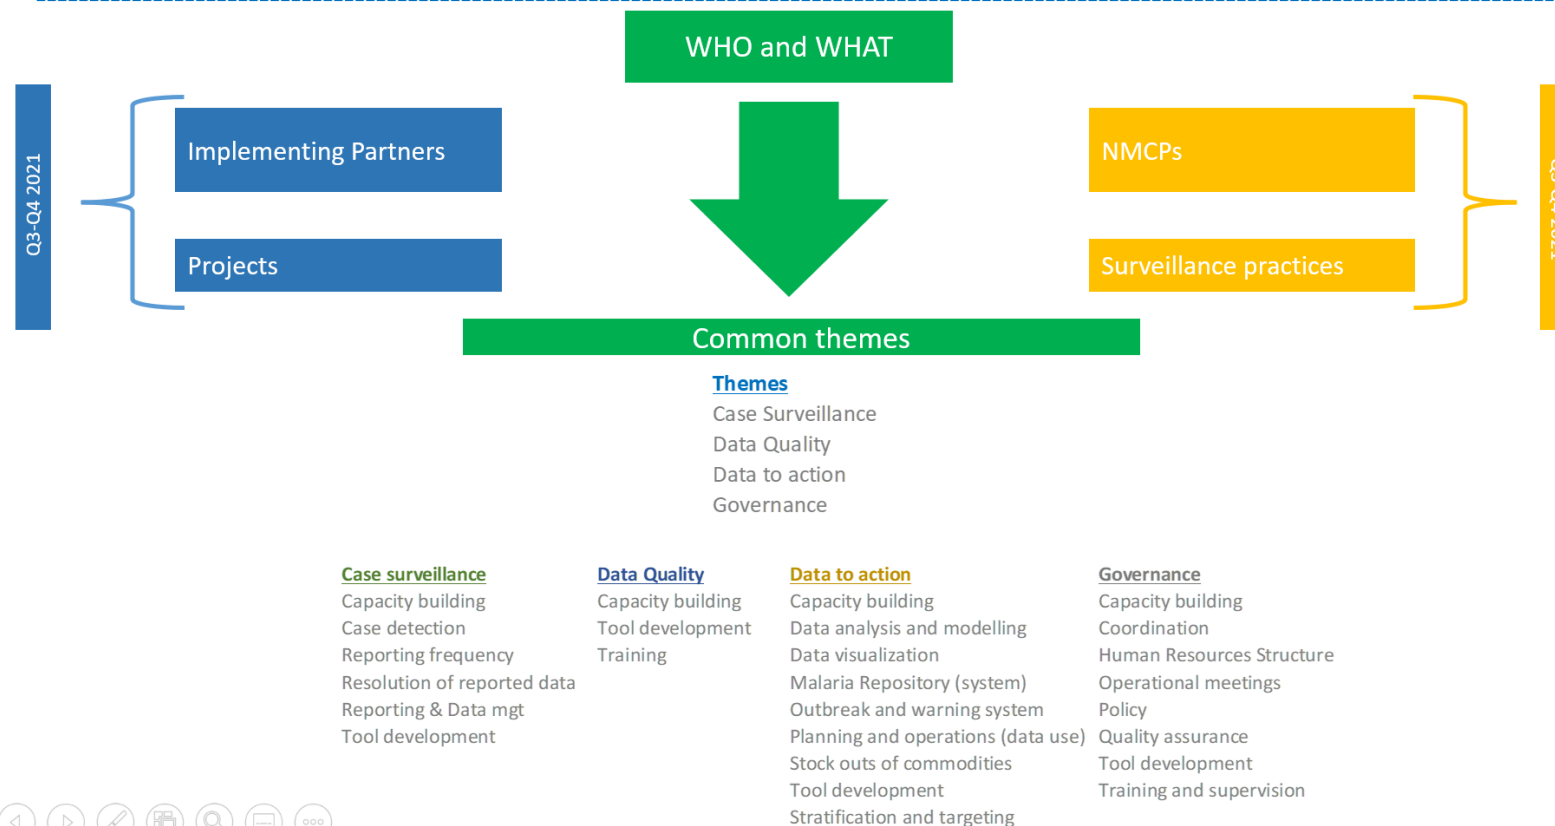 WHO and WHAT
Q3-Q4 2021
Implementing Partners
Projects
NMCPs
Surveillance practices
Common themes
Themes
Case Surveillance
Data Quality
Data to action
Governance
Case surveillance
Capacity building
Case detection
Reporting frequency
Resolution of reported data
Reporting & Data mgt
Tool development
Data Quality
Capacity building
Tool development
Training
Data to action
Capacity building
Data analysis and modelling
Data visualization
Malaria Repository (system)
Outbreak and warning system
Planning and operations (data use)
Stock outs of commodities
Tool development
Stratification and targeting
Governance
Capacity building
Coordination
Human Resources Structure
Operational meetings
Policy
Quality assurance
Tool development
Training and supervision